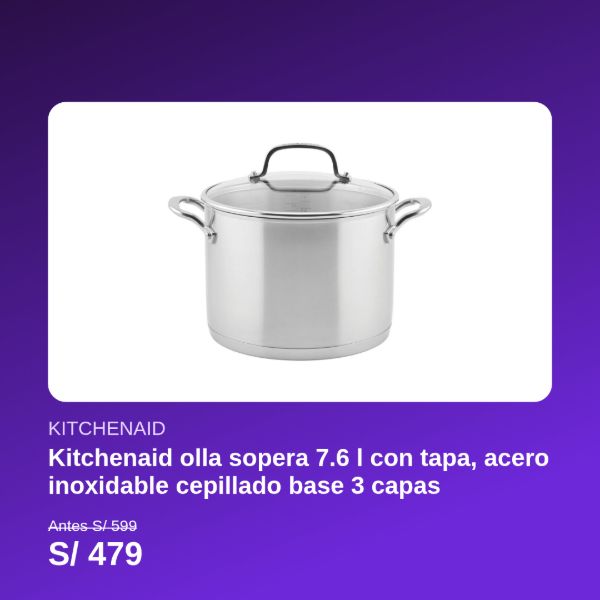 KITCHENAID
Kitchenaid olla sopera 7.6 l con tapa, acero
inoxidable cepillado base 3 capas
Antes S/ 599
S/ 479